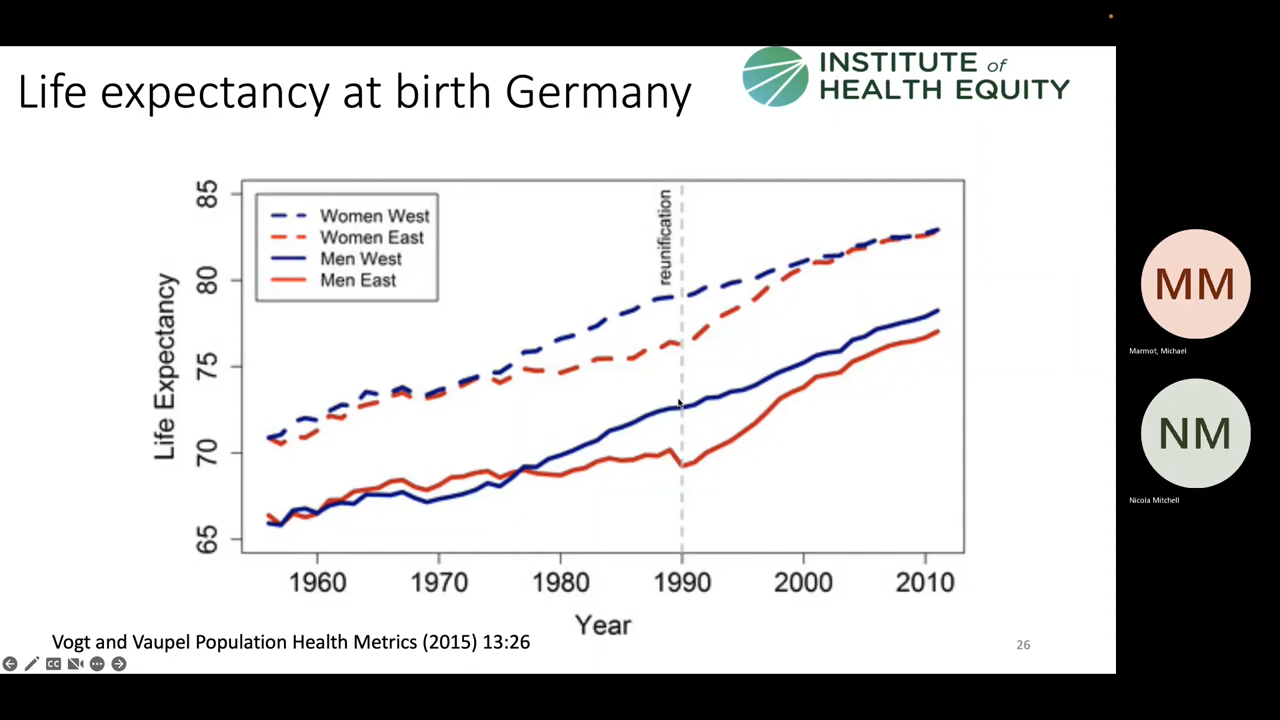 Life expectancy at birth Germany
INSTITUTE of
HEALTH EQUITY
85
80
75
70
65
Life Expectancy
Women West
Women East
Men West
Men East
reunification
1960 1970 1980 1990 2000 2010
Year
Vogt and Vaupel Population Health Metrics (2015) 13:26
26
CC
MM
Marmot, Michael
NM
Nicola Mitchell